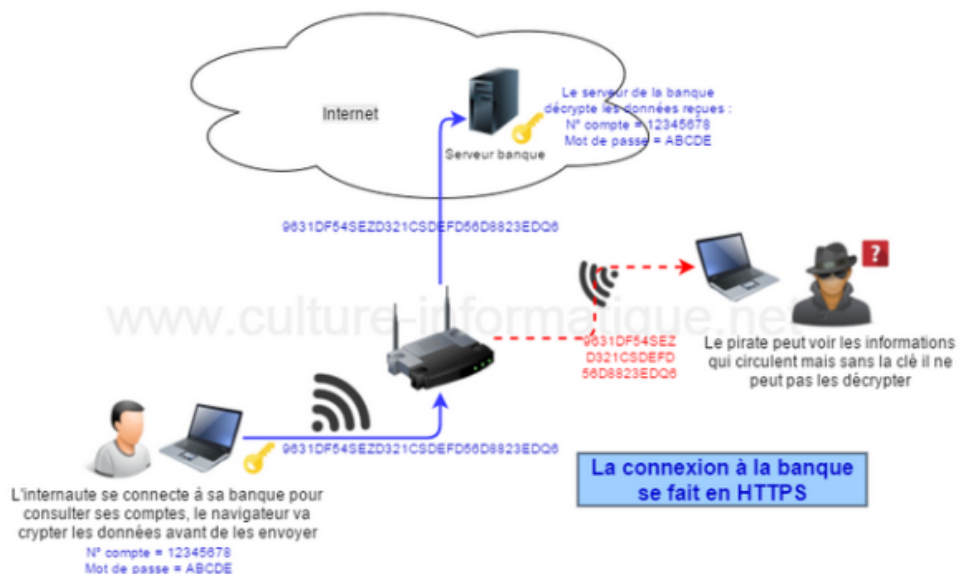 Internet
Serveur banque
Le serveur de la banque
décrypte les données reçues :
N° compte = 12345678
Mot de passe = ABCDE
9631DF54SEZD321CSDEFD56D8823EDQ6
www.culture-informatique.net
?
9631DF54SEZ
D321CSDEFD
56D8823EDQ6
Le pirate peut voir les informations
qui circulent mais sans la clé il ne
peut pas les décrypter
9631DF54SEZD321CSDEFD56D8823EDQ6
La connexion à la banque
se fait en HTTPS
L'internaute se connecte à sa banque pour
consulter ses comptes, le navigateur va
crypter les données avant de les envoyer
N° compte = 12345678
Mot de passe = ABCDE